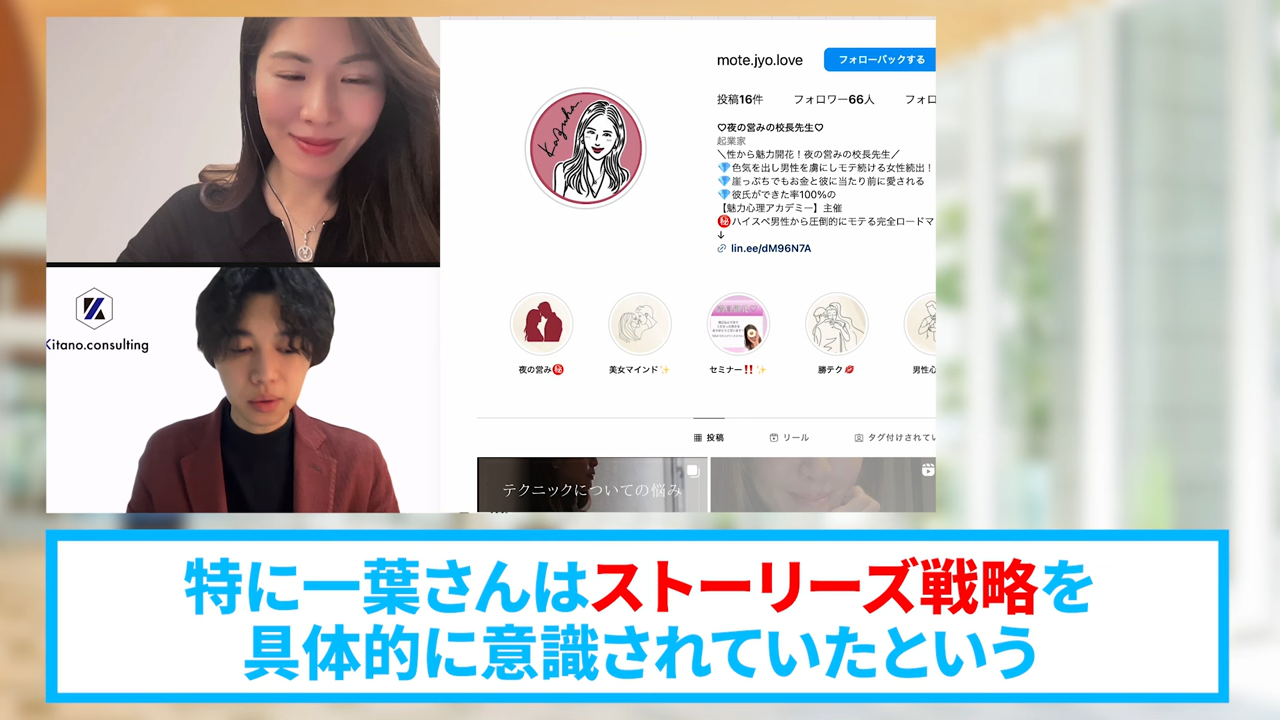 mote.jyo.love
フォローバックする
投稿16件
フォロワー66人
フォロ
♡夜の営みの校長先生♡
起業家
＼性から魅力開花！夜の営みの校長先生／
💎色気を出し男性を虜にしモテ続ける女性続出！
💎崖っぷちでもお金と彼に当たり前に愛される
💎彼氏ができた率100%の
【魅力心理アカデミー】主催
㊙️ハイスペ男性から圧倒的にモテる完全ロードマ
↓
lin.ee/dM96N7A
Kazuha.
Kitano.consulting
夜の営み㊙️
美女マインド✨
セミナー‼️✨
勝テク💋
男性心
投稿
リール
タグ付けされてい
テクニックについての悩み
特に一葉さんはストーリーズ戦略を
具体的に意識されていたという